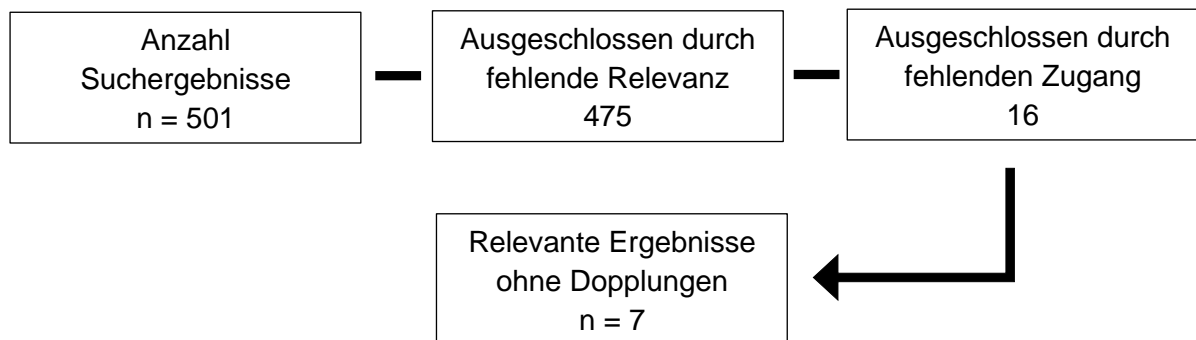 Anzahl
Suchergebnisse
n = 501
Ausgeschlossen durch
fehlende Relevanz
475
Ausgeschlossen durch
fehlenden Zugang
16
Relevante Ergebnisse
ohne Dopplungen
n = 7